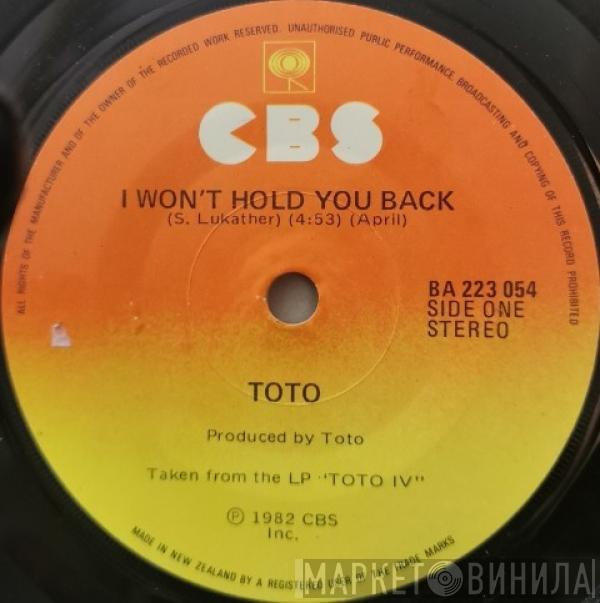 ALL RIGHTS OF THE MANUFACTURER AND OF THE OWNER OF THE RECORDED WORK RESERVED. UNAUTHORISED PUBLIC PERFORMANCE BROADCASTING AND COPYING OF THIS RECORD PROHIBITED
CBS
I WON'T HOLD YOU BACK
(S. Lukather) (4:53) (April)
BA 223 054
SIDE ONE
STEREO
TOTO
Produced by Toto
Taken from the LP "TOTO IV"
℗ 1982 CBS
Inc.
MADE IN NEW ZEALAND BY A REGISTERED USER OF THE TRADE MARKS
МАРКЕТ ВИНИЛА